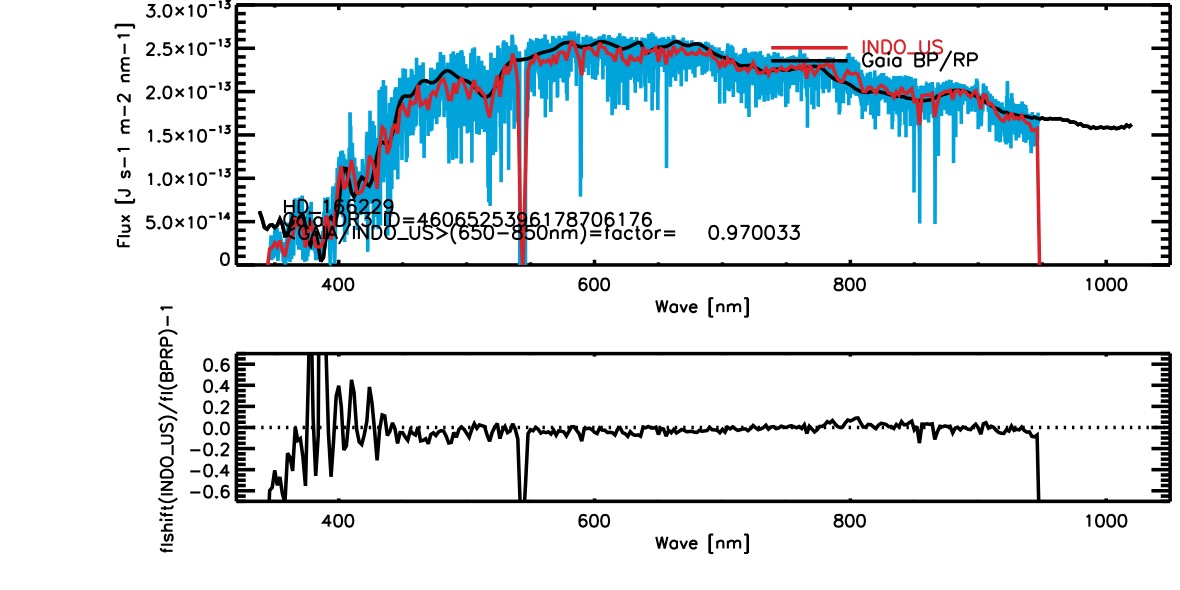 3.0×10−13
2.5×10−13
2.0×10−13
1.5×10−13
1.0×10−13
5.0×10−14
0
Flux [J s−1 m−2 nm−1]
INDO_US
Gaia BP/RP
HD_166229
Gaia DR3 ID=4606525396178706176
<GAIA/INDO_US>(650−850nm)=factor= 0.970033
400 600 800 1000
Wave [nm]
flshift(INDO_US)/fl(BPRP)−1
0.6
0.4
0.2
0.0
−0.2
−0.4
−0.6
400 600 800 1000
Wave [nm]